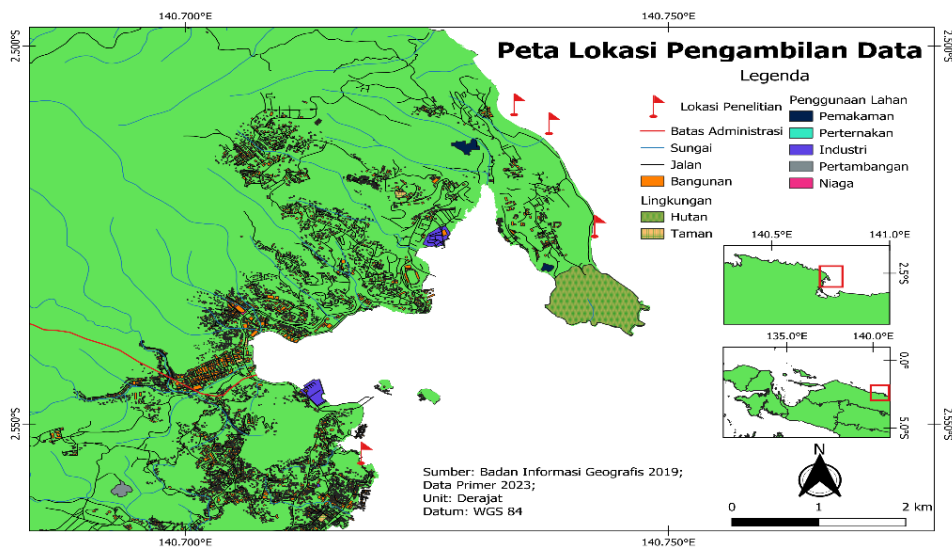 140.700°E
140.750°E
2.500°S
2.500°S
Peta Lokasi Pengambilan Data
Legenda
Lokasi Penelitian
Batas Administrasi
Sungai
Jalan
Bangunan
Lingkungan
Hutan
Taman
Penggunaan Lahan
Pemakaman
Perternakan
Industri
Pertambangan
Niaga
140.5°E
141.0°E
2.5°S
135.0°E
140.0°E
0.0°
5.0°S
2.550°S
2.550°S
N
Sumber: Badan Informasi Geografis 2019;
Data Primer 2023;
Unit: Derajat
Datum: WGS 84
0 1 2 km
140.700°E
140.750°E